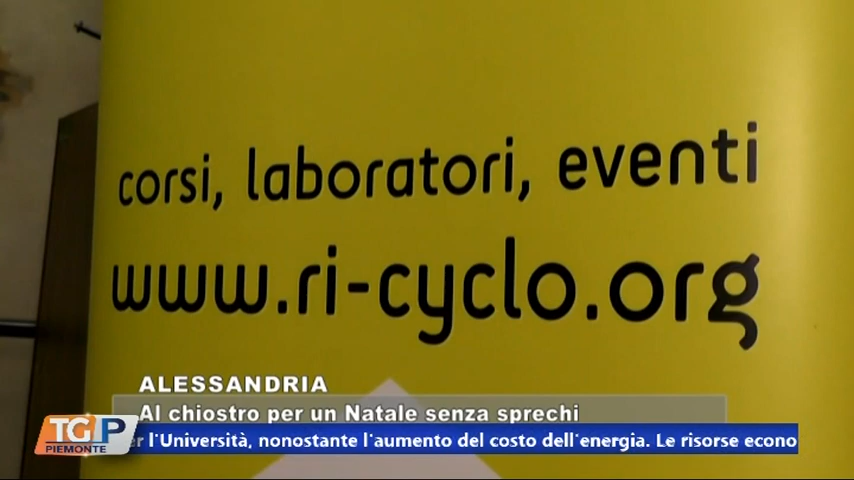 corsi, laboratori, eventi
www.ri-cyclo.org
ALESSANDRIA
Al chiostro per un Natale senza sprechi
TGP
PIEMONTE
l'Università, nonostante l'aumento del costo dell'energia. Le risorse econo